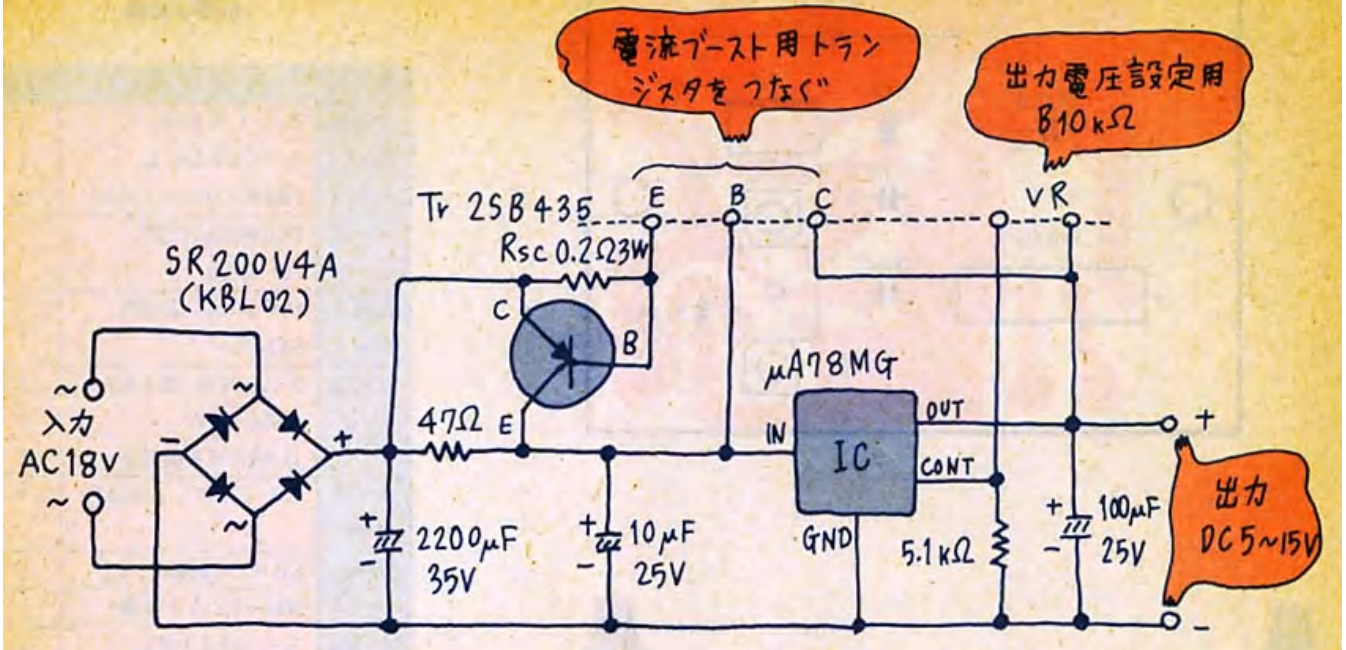 電流ブースト用トラン
ジスタをつなぐ
出力電圧設定用
B10kΩ
Tr 2SB435
E
B
C
VR
Rsc 0.2Ω3W
SR200V4A
(KBL02)
C
B
E
μA78MG
~
~
入力
AC18V
~
~
-
+
47Ω
IN
IC
OUT
CONT
GND
+
2200μF
35V
-
+
10μF
25V
-
5.1kΩ
+
100μF
25V
-
+
出力
DC5~15V
-